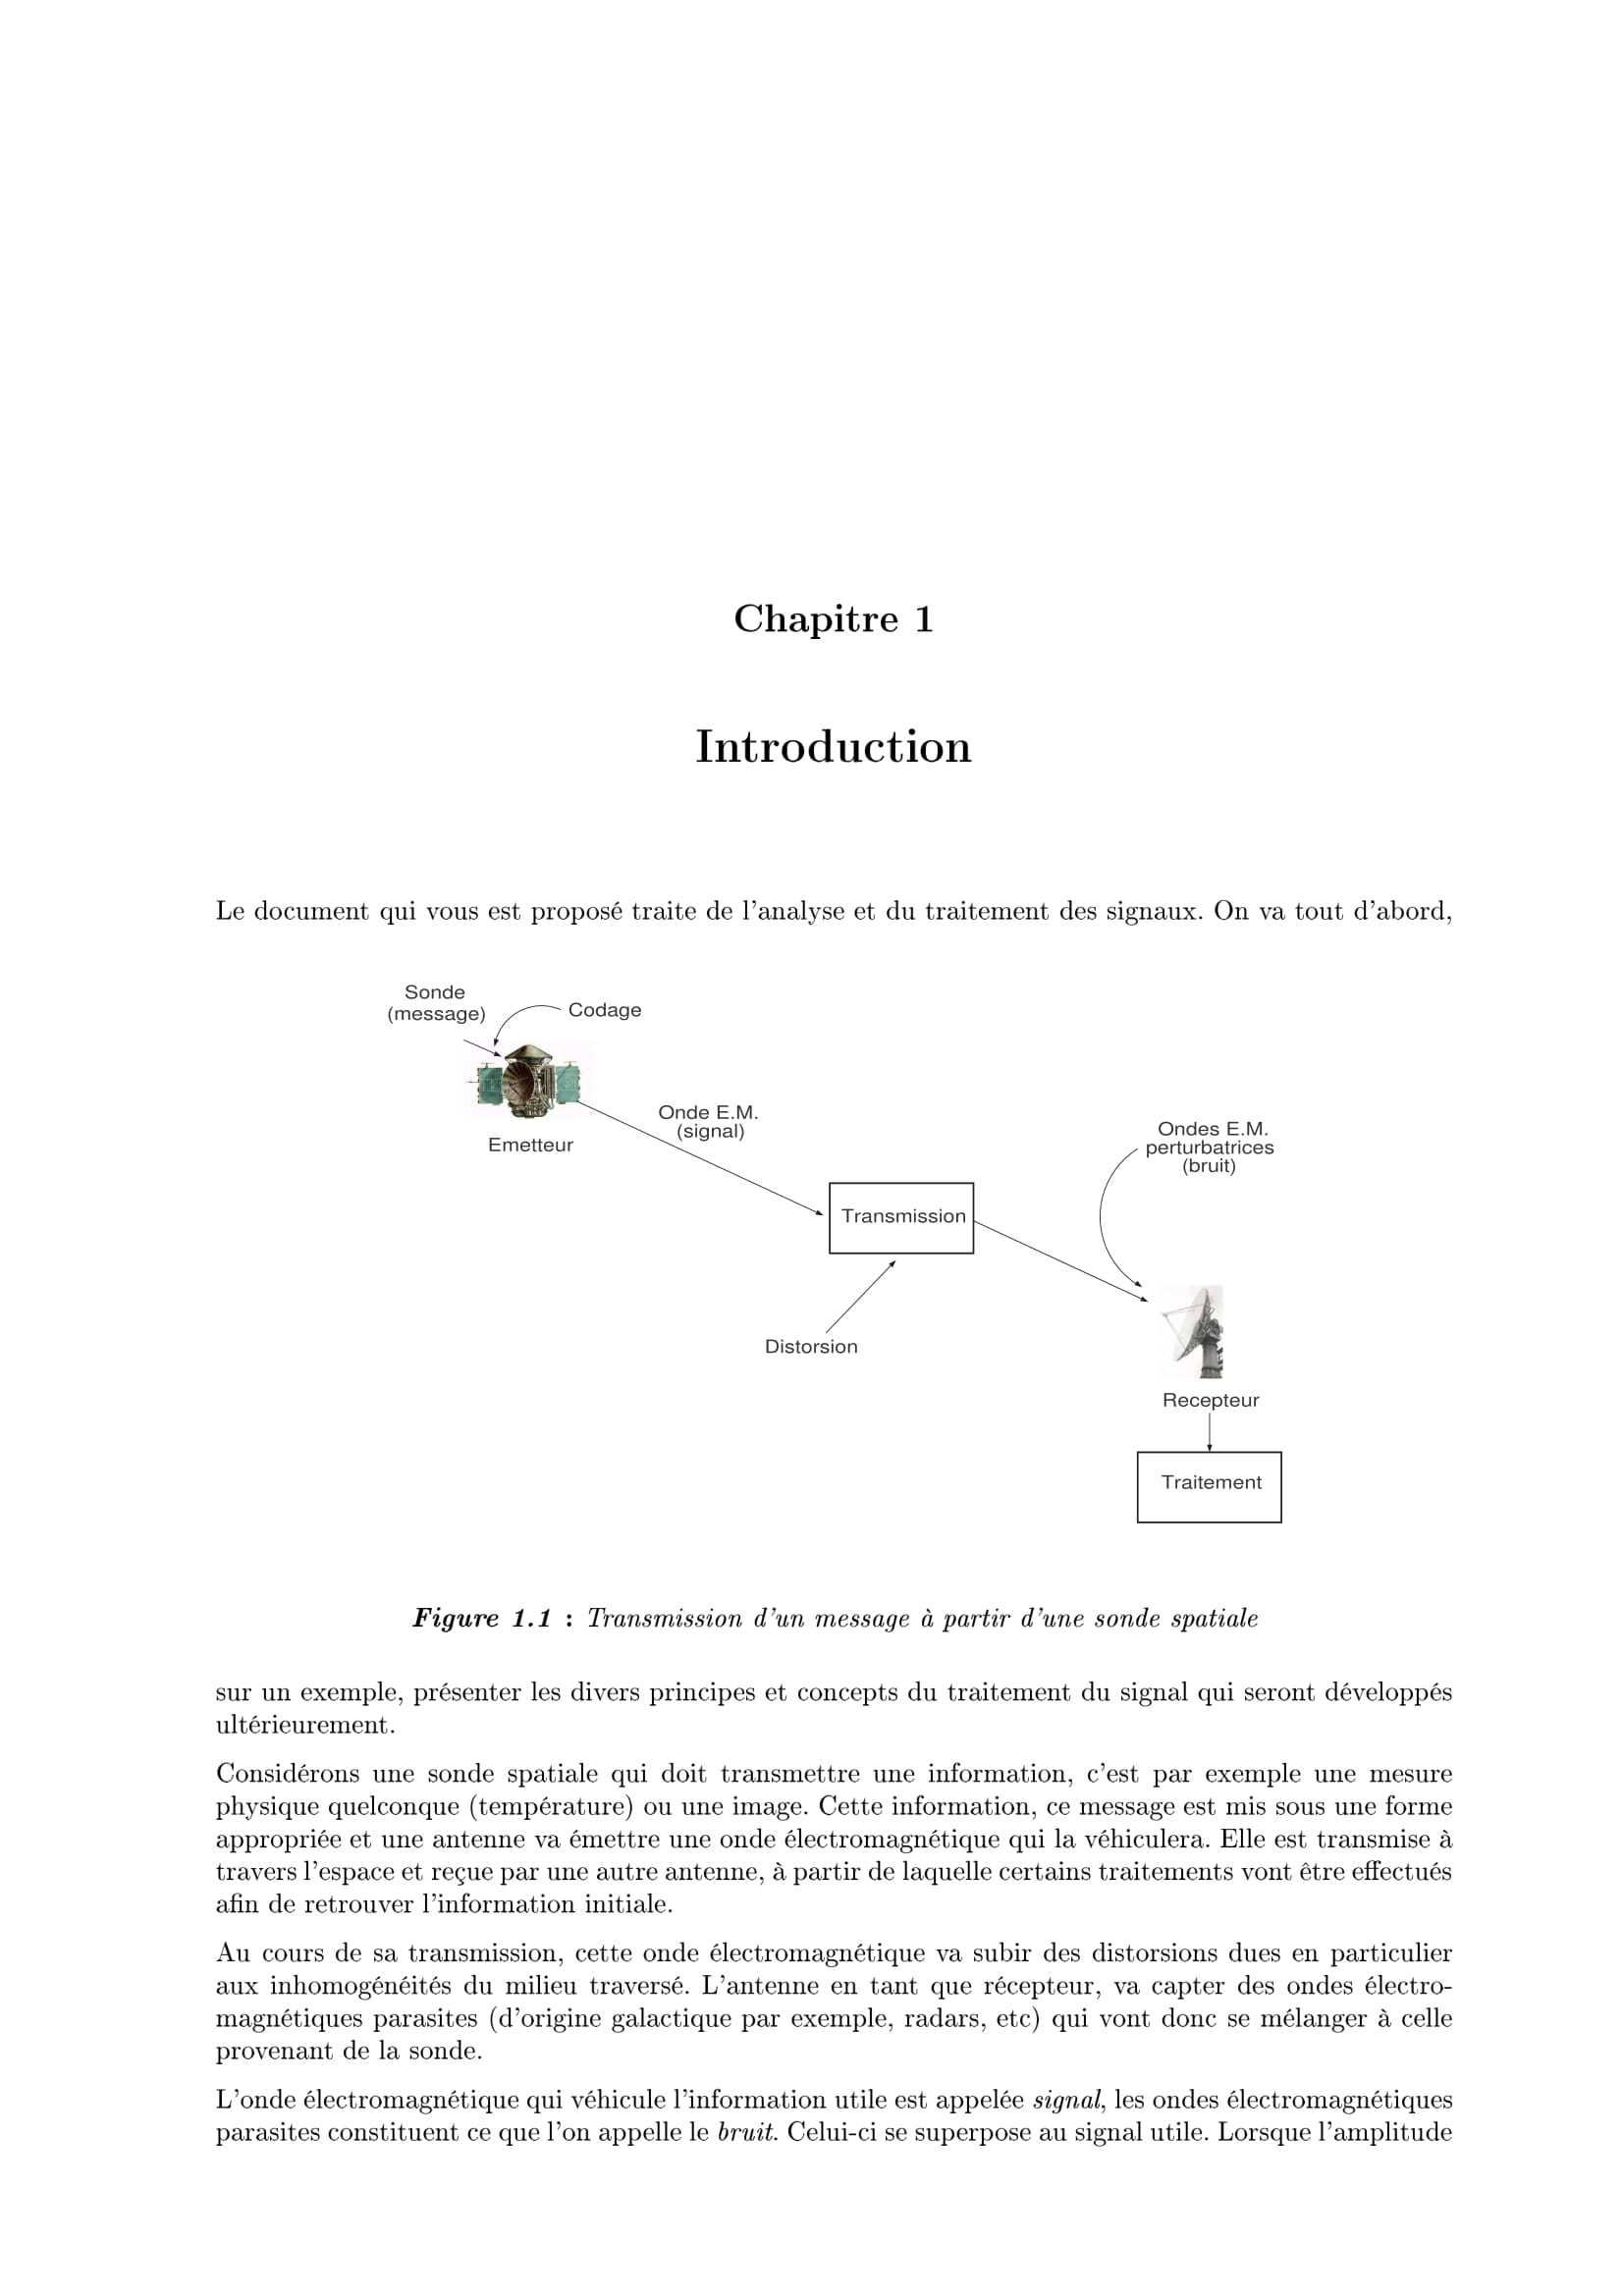 Chapitre 1
Introduction
Le document qui vous est proposé traite de l'analyse et du traitement des signaux. On va tout d'abord,
Sonde
(message)
Codage
Emetteur
Onde E.M.
(signal)
Ondes E.M.
perturbatrices
(bruit)
Transmission
Distorsion
Recepteur
Traitement
Figure 1.1 : Transmission d'un message à partir d'une sonde spatiale
sur un exemple, présenter les divers principes et concepts du traitement du signal qui seront développés
ultérieurement.
Considérons une sonde spatiale qui doit transmettre une information, c'est par exemple une mesure
physique quelconque (température) ou une image. Cette information, ce message est mis sous une forme
appropriée et une antenne va émettre une onde électromagnétique qui la véhiculera. Elle est transmise à
travers l'espace et reçue par une autre antenne, à partir de laquelle certains traitements vont être effectués
afin de retrouver l'information initiale.
Au cours de sa transmission, cette onde électromagnétique va subir des distorsions dues en particulier
aux inhomogénéités du milieu traversé. L'antenne en tant que récepteur, va capter des ondes électro-
magnétiques parasites (d'origine galactique par exemple, radars, etc) qui vont donc se mélanger à celle
provenant de la sonde.
L'onde électromagnétique qui véhicule l'information utile est appelée signal, les ondes électromagnétiques
parasites constituent ce que l'on appelle le bruit. Celui-ci se superpose au signal utile. Lorsque l'amplitude